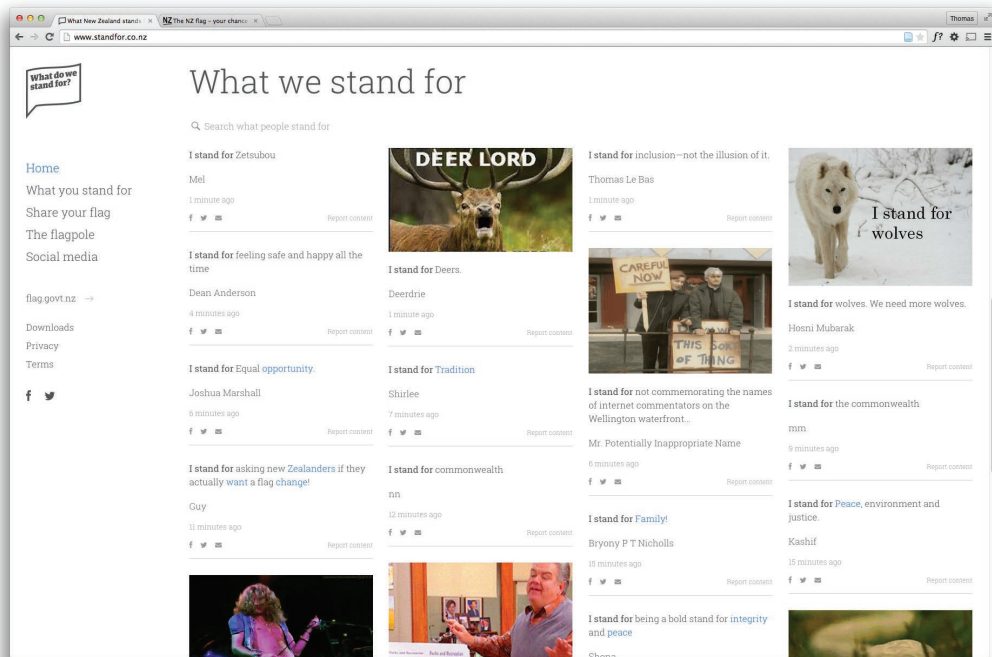 What New Zealand stands
NZ The NZ flag – your chance
Thomas
www.standfor.co.nz
f?
What do we
stand for?
Home
What you stand for
Share your flag
The flagpole
Social media
flag.govt.nz →
Downloads
Privacy
Terms
What we stand for
Search what people stand for
I stand for Zetsubou
Mel
1 minute ago
Report content
I stand for feeling safe and happy all the
time
Dean Anderson
4 minutes ago
Report content
I stand for Equal opportunity.
Joshua Marshall
6 minutes ago
Report content
I stand for asking new Zealanders if they
actually want a flag change!
Guy
11 minutes ago
Report content
DEER LORD
I stand for Deers.
Deerdrie
1 minute ago
Report content
I stand for Tradition
Shirlee
7 minutes ago
Report content
I stand for commonwealth
nn
12 minutes ago
Report content
Parks and Recreation
I stand for inclusion—not the illusion of it.
Thomas Le Bas
1 minute ago
Report content
CAREFUL
NOW
DOWN
THIS SORT
OF THING
I stand for not commemorating the names
of internet commentators on the
Wellington waterfront...
Mr. Potentially Inappropriate Name
6 minutes ago
Report content
I stand for Family!
Bryony P T Nicholls
15 minutes ago
Report content
I stand for being a bold stand for integrity
and peace
Shona
I stand for
wolves
I stand for wolves. We need more wolves.
Hosni Mubarak
2 minutes ago
Report content
I stand for the commonwealth
mm
9 minutes ago
Report content
I stand for Peace, environment and
justice.
Kashif
15 minutes ago
Report content